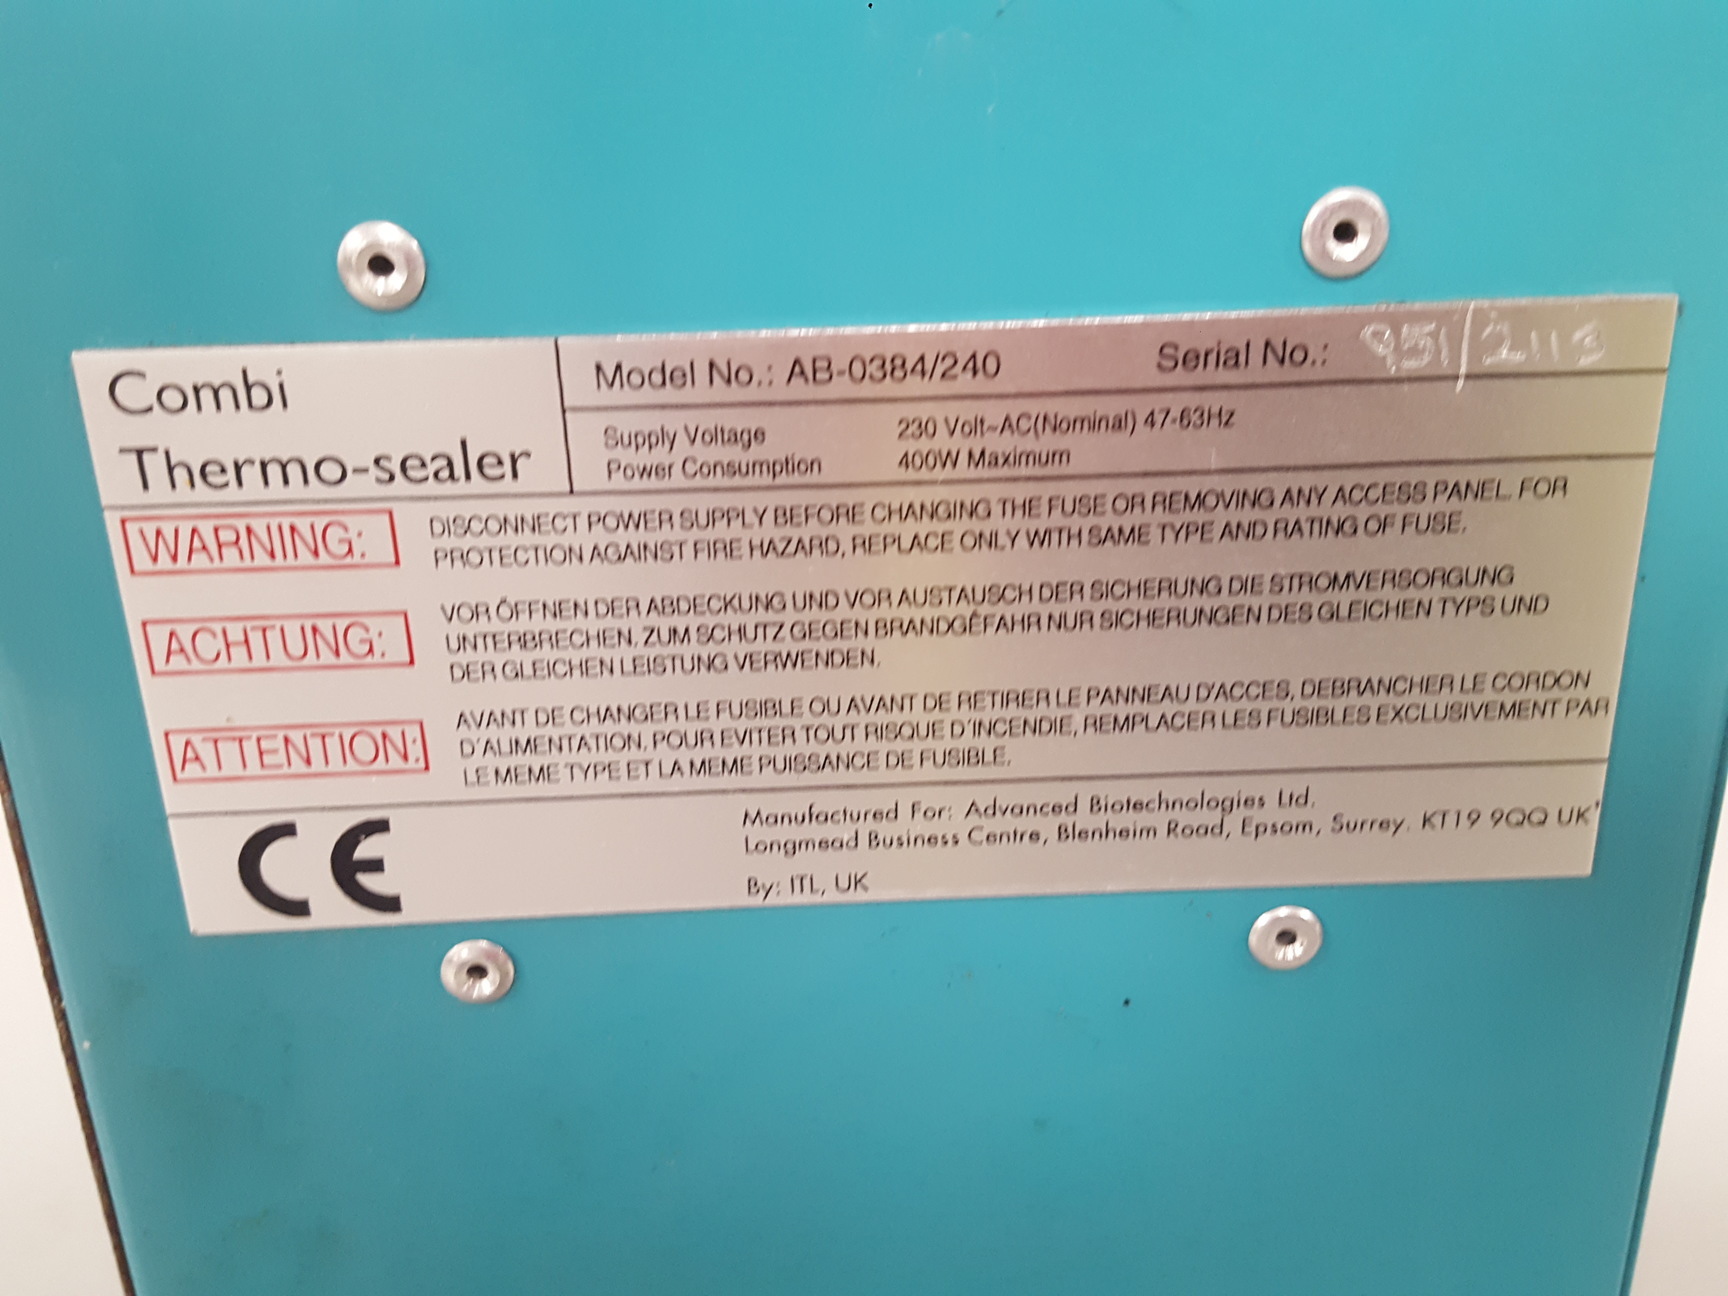 Combi
Thermo-sealer
Model No.: AB-0384/240
Serial No.: 951/2113
Supply Voltage 230 Volt~AC(Nominal) 47-63Hz
Power Consumption 400W Maximum
WARNING:
DISCONNECT POWER SUPPLY BEFORE CHANGING THE FUSE OR REMOVING ANY ACCESS PANEL. FOR
PROTECTION AGAINST FIRE HAZARD, REPLACE ONLY WITH SAME TYPE AND RATING OF FUSE.
ACHTUNG:
VOR ÖFFNEN DER ABDECKUNG UND VOR AUSTAUSCH DER SICHERUNG DIE STROMVERSORGUNG
UNTERBRECHEN. ZUM SCHUTZ GEGEN BRANDGEFAHR NUR SICHERUNGEN DES GLEICHEN TYPS UND
DER GLEICHEN LEISTUNG VERWENDEN.
ATTENTION:
AVANT DE CHANGER LE FUSIBLE OU AVANT DE RETIRER LE PANNEAU D'ACCES, DEBRANCHER LE CORDON
D'ALIMENTATION. POUR EVITER TOUT RISQUE D'INCENDIE, REMPLACER LES FUSIBLES EXCLUSIVEMENT PAR
LE MEME TYPE ET LA MEME PUISSANCE DE FUSIBLE.
CE
Manufactured For: Advanced Biotechnologies Ltd.
Longmead Business Centre, Blenheim Road, Epsom, Surrey. KT19 9QQ UK
By: ITL, UK